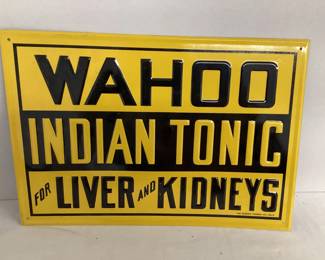 WAHOO
INDIAN TONIC
FOR LIVER AND KIDNEYS